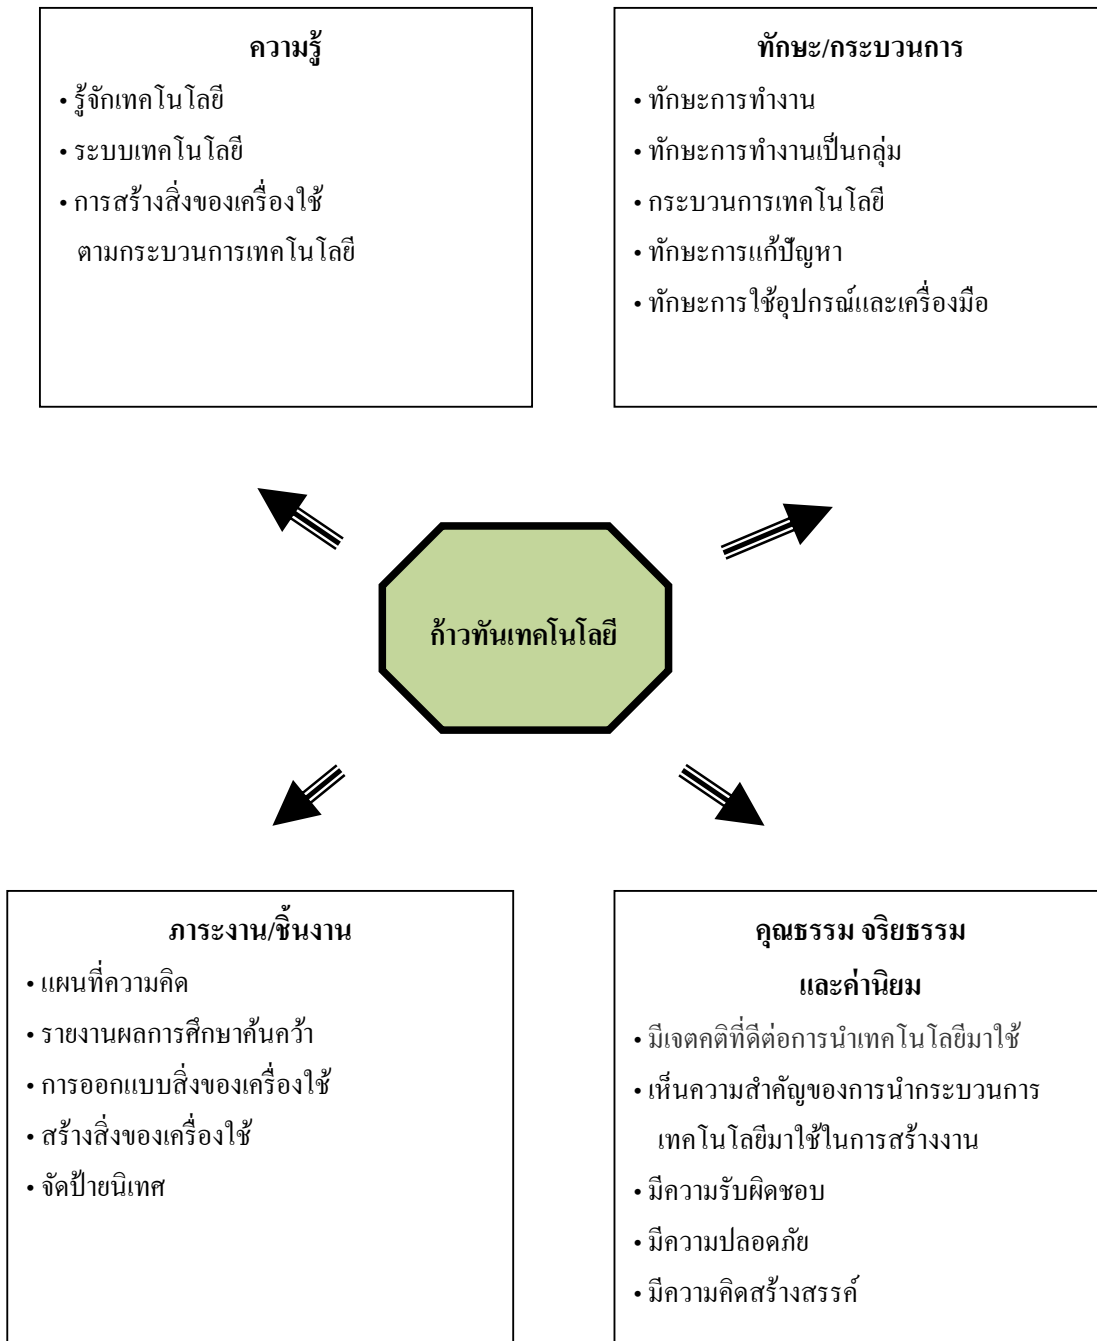 ความรู้
• รู้จักเทคโนโลยี
• ระบบเทคโนโลยี
• การสร้างสิ่งของเครื่องใช้
ตามกระบวนการเทคโนโลยี
ทักษะ/กระบวนการ
• ทักษะการทำงาน
• ทักษะการทำงานเป็นกลุ่ม
• กระบวนการเทคโนโลยี
• ทักษะการแก้ปัญหา
• ทักษะการใช้อุปกรณ์และเครื่องมือ
ก้าวทันเทคโนโลยี
ภาระงาน/ชิ้นงาน
• แผนที่ความคิด
• รายงานผลการศึกษาค้นคว้า
• การออกแบบสิ่งของเครื่องใช้
• สร้างสิ่งของเครื่องใช้
• จัดป้ายนิเทศ
คุณธรรม จริยธรรม
และค่านิยม
• มีเจตคติที่ดีต่อการนำเทคโนโลยีมาใช้
• เห็นความสำคัญของการนำกระบวนการ
เทคโนโลยีมาใช้ในการสร้างงาน
• มีความรับผิดชอบ
• มีความปลอดภัย
• มีความคิดสร้างสรรค์